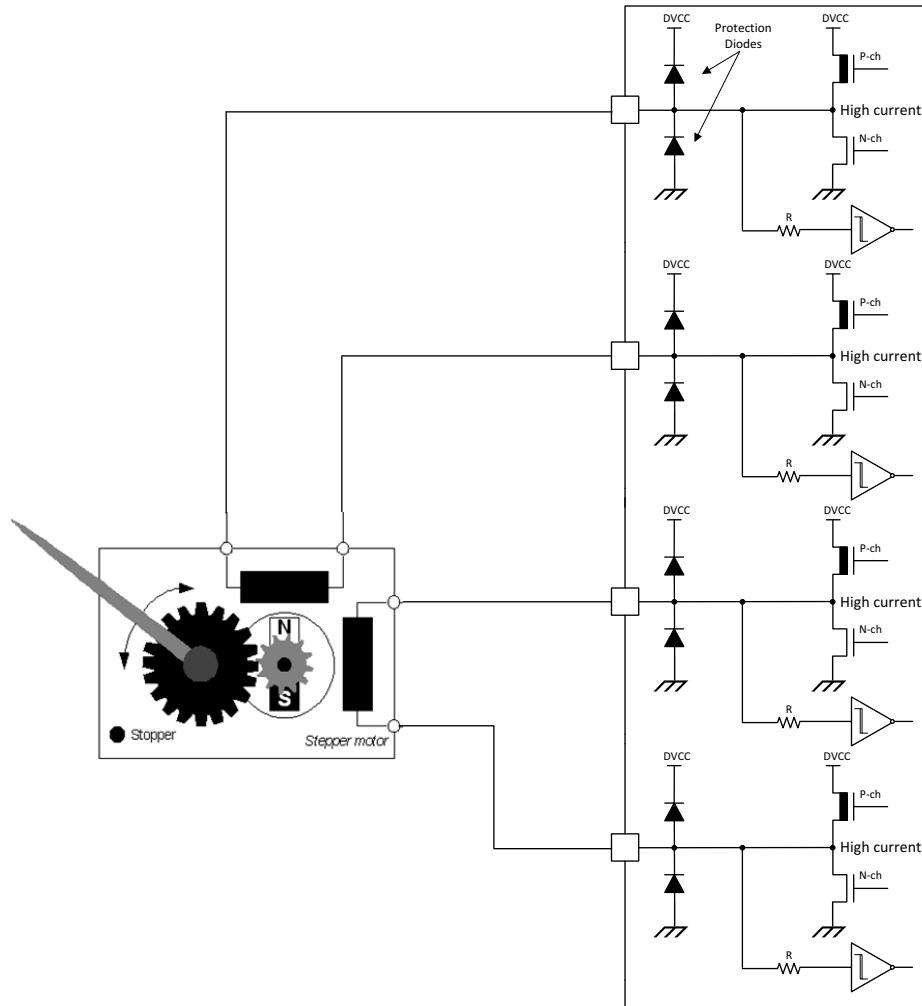 DVCC
Protection
Diodes
DVCC
P-ch
High current
N-ch
R
DVCC
DVCC
P-ch
High current
N-ch
R
DVCC
DVCC
P-ch
High current
N-ch
R
DVCC
DVCC
P-ch
High current
N-ch
R
N
S
Stopper
Stepper motor